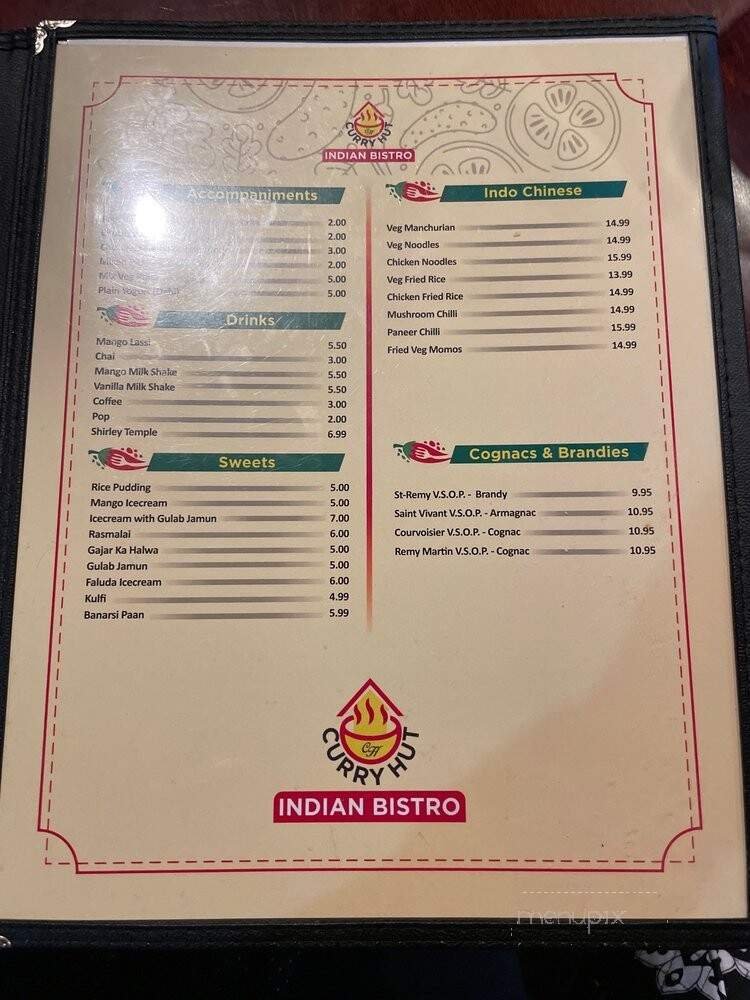 CURRY HUT
INDIAN BISTRO
Accompaniments
2.00
2.00
3.00
2.00
Mix Veg 5.00
Plain Yogurt (Dahi) 5.00
Drinks
Mango Lassi 5.50
Chai 3.00
Mango Milk Shake 5.50
Vanilla Milk Shake 5.50
Coffee 3.00
Pop 2.00
Shirley Temple 6.99
Sweets
Rice Pudding 5.00
Mango Icecream 5.00
Icecream with Gulab Jamun 7.00
Rasmalai 6.00
Gajar Ka Halwa 5.00
Gulab Jamun 5.00
Faluda Icecream 6.00
Kulfi 4.99
Banarsi Paan 5.99
Indo Chinese
Veg Manchurian 14.99
Veg Noodles 14.99
Chicken Noodles 15.99
Veg Fried Rice 13.99
Chicken Fried Rice 14.99
Mushroom Chilli 14.99
Paneer Chilli 15.99
Fried Veg Momos 14.99
Cognacs & Brandies
St-Remy V.S.O.P. - Brandy 9.95
Saint Vivant V.S.O.P. - Armagnac 10.95
Courvoisier V.S.O.P. - Cognac 10.95
Remy Martin V.S.O.P. - Cognac 10.95
CURRY HUT
INDIAN BISTRO
menupix